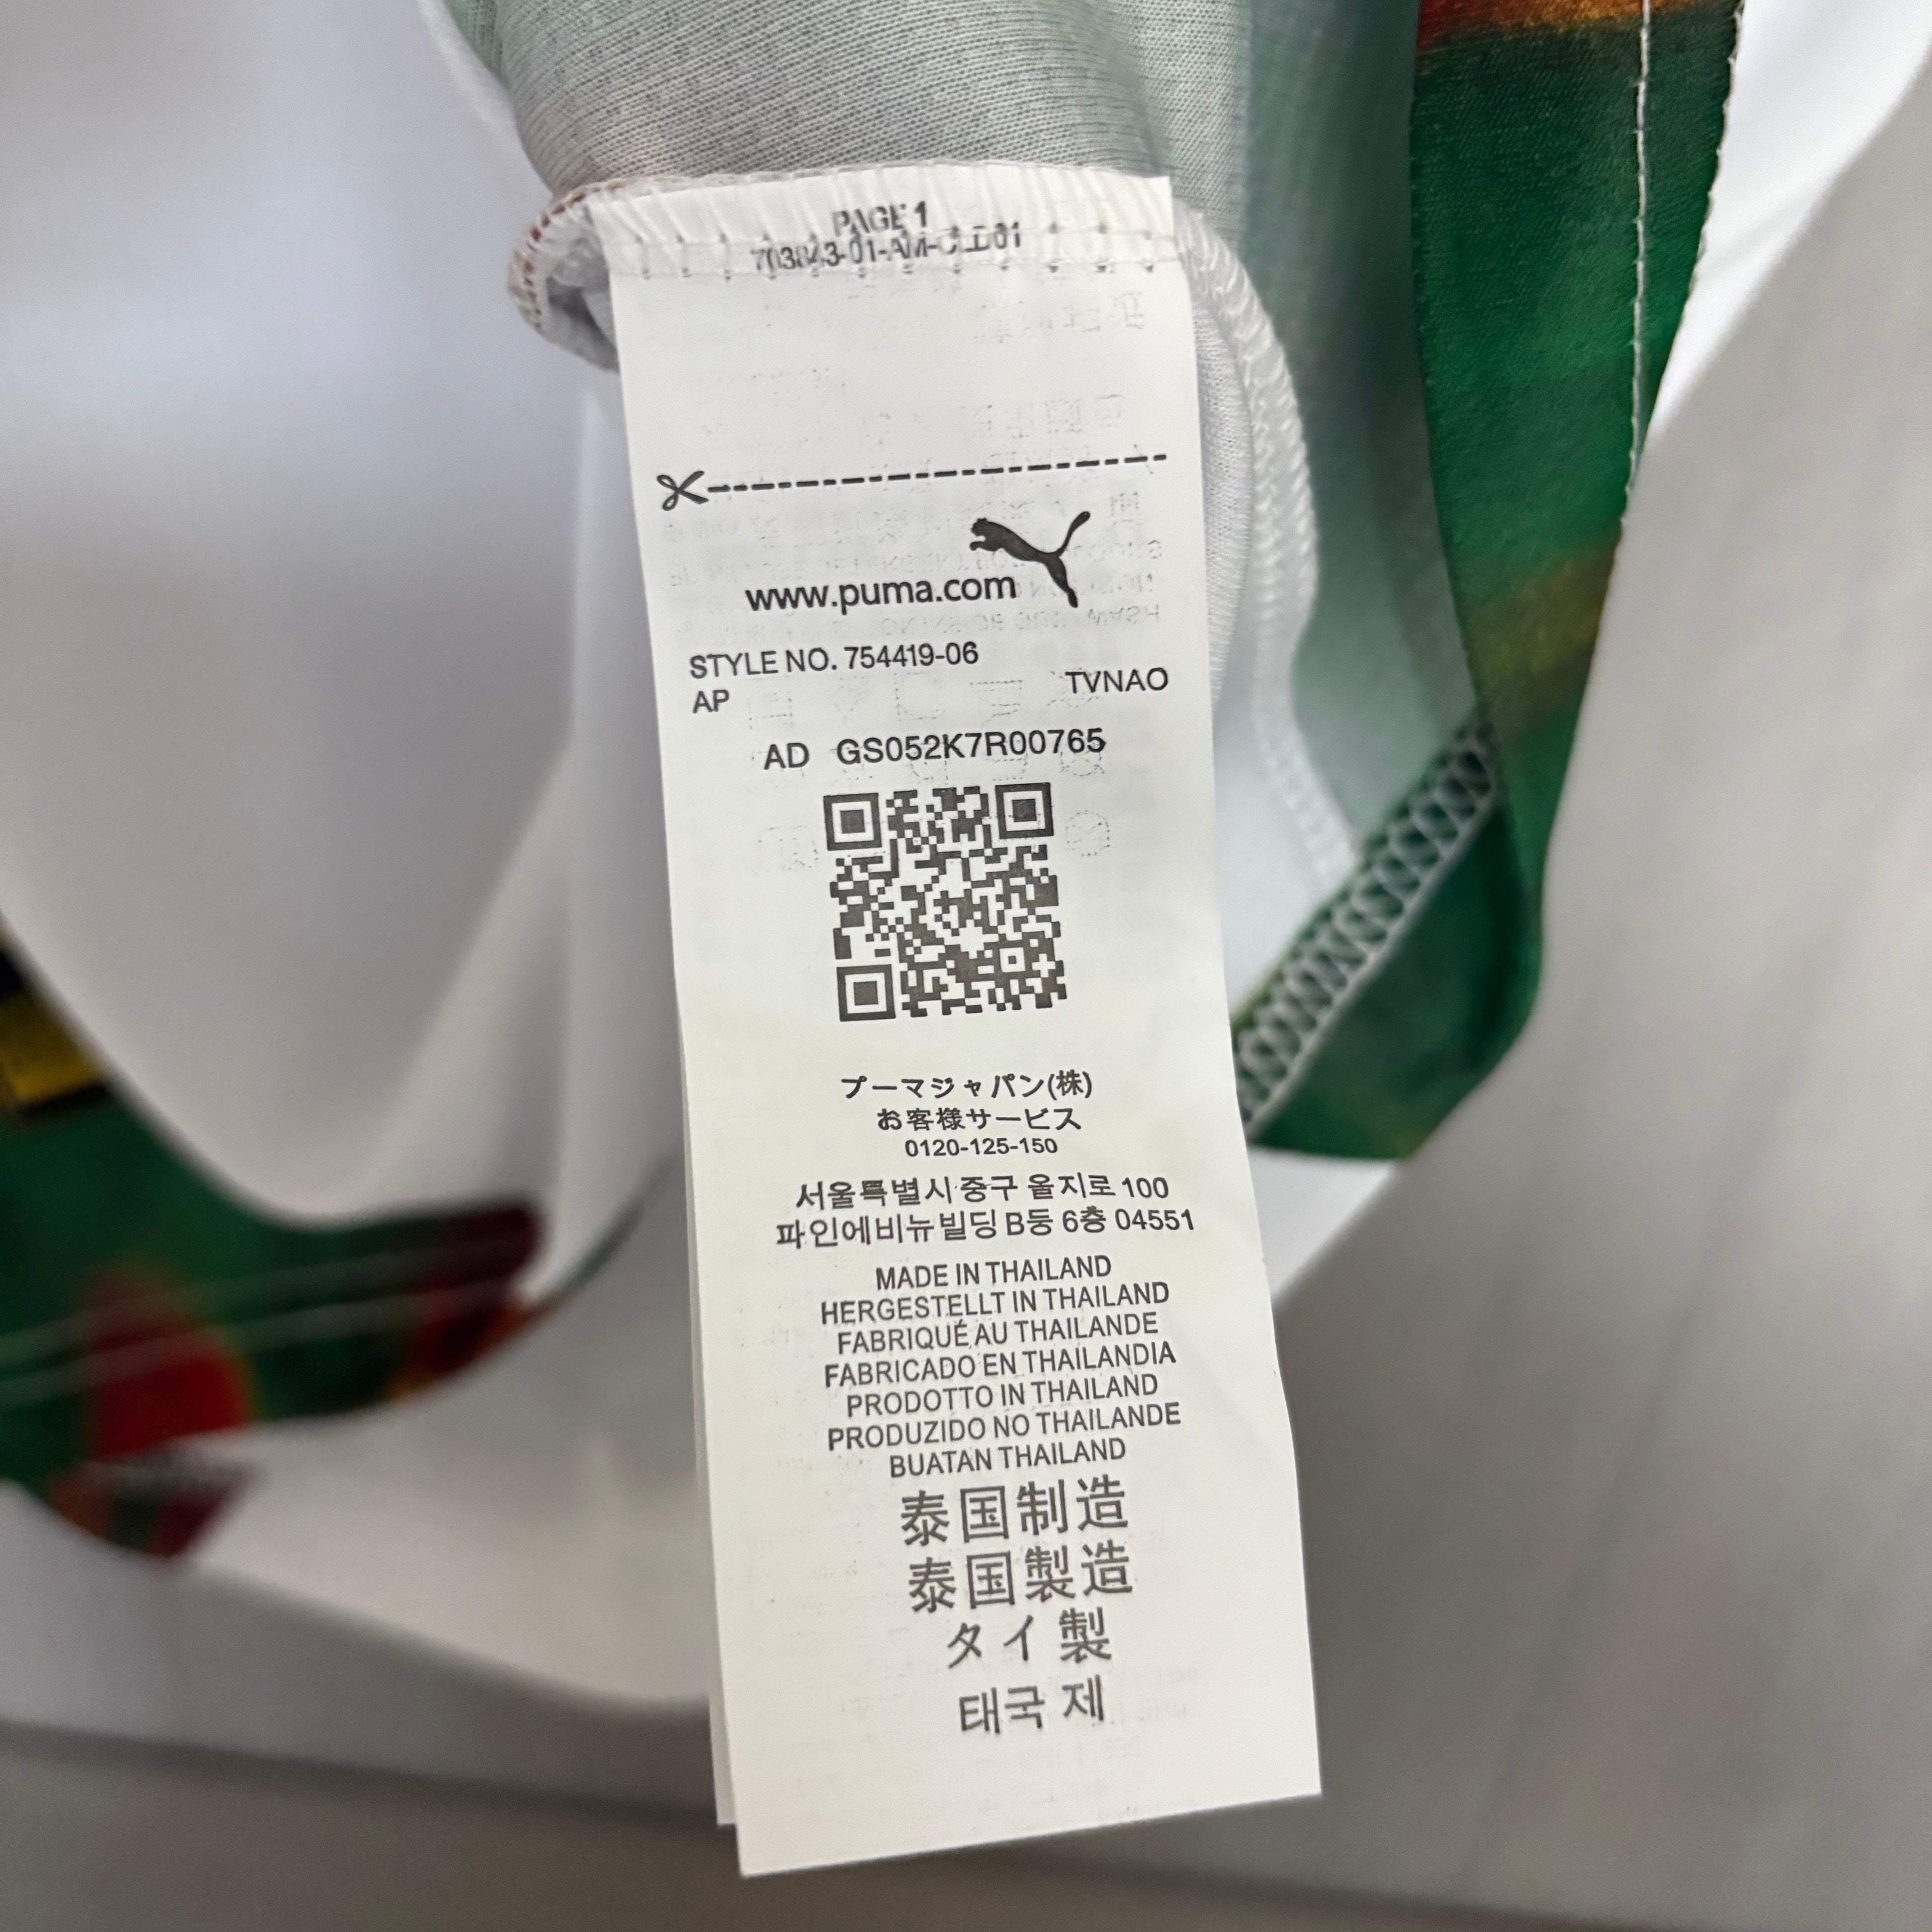 PAGE 1
www.puma.com
STYLE NO. 754419-06
AP TVNAO
AD GS052K7R00765
プーマジャパン(株)
お客様サービス
0120-125-150
서울특별시 중구 을지로 100
파인에비뉴빌딩 B동 6층 04551
MADE IN THAILAND
HERGESTELLT IN THAILAND
FABRIQUÉ AU THAILANDE
FABRICADO EN THAILANDIA
PRODOTTO IN THAILAND
PRODUZIDO NO THAILANDE
BUATAN THAILAND
泰国制造
泰国製造
タイ製
태국 제